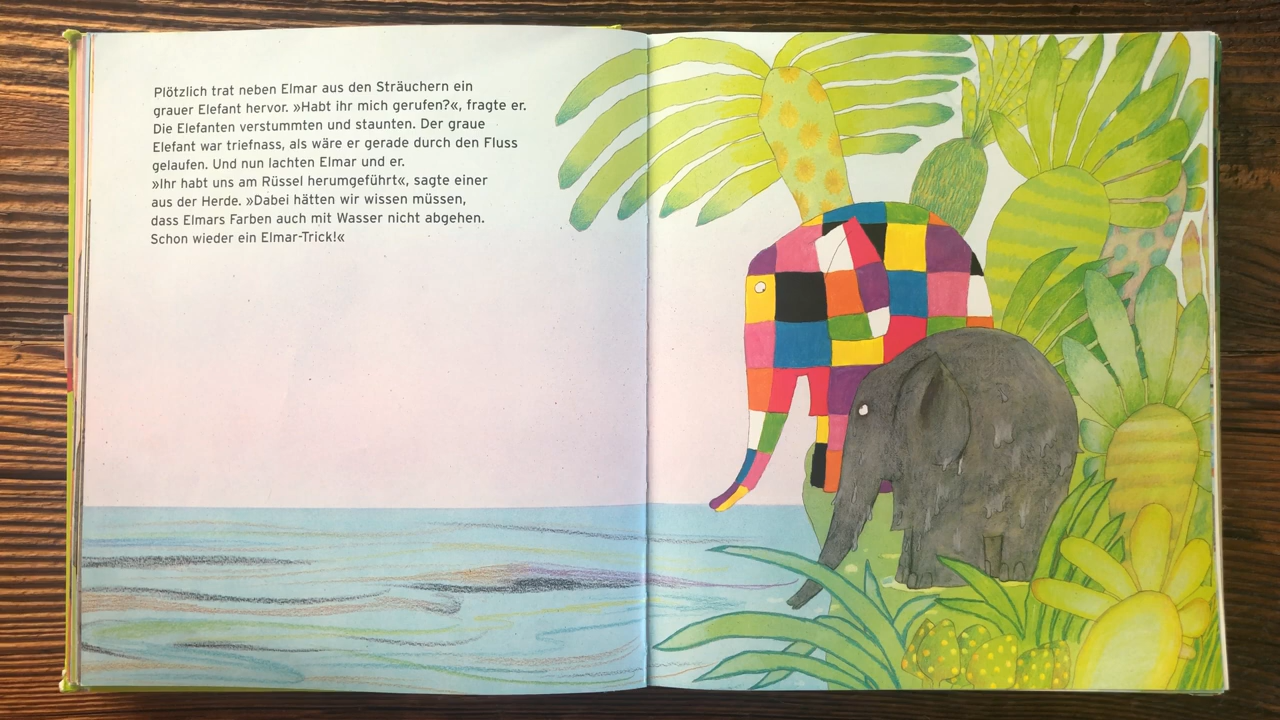 Plötzlich trat neben Elmar aus den Sträuchern ein
grauer Elefant hervor. »Habt ihr mich gerufen?«, fragte er.
Die Elefanten verstummten und staunten. Der graue
Elefant war triefnass, als wäre er gerade durch den Fluss
gelaufen. Und nun lachten Elmar und er.
»Ihr habt uns am Rüssel herumgeführt«, sagte einer
aus der Herde. »Dabei hätten wir wissen müssen,
dass Elmars Farben auch mit Wasser nicht abgehen.
Schon wieder ein Elmar-Trick!«